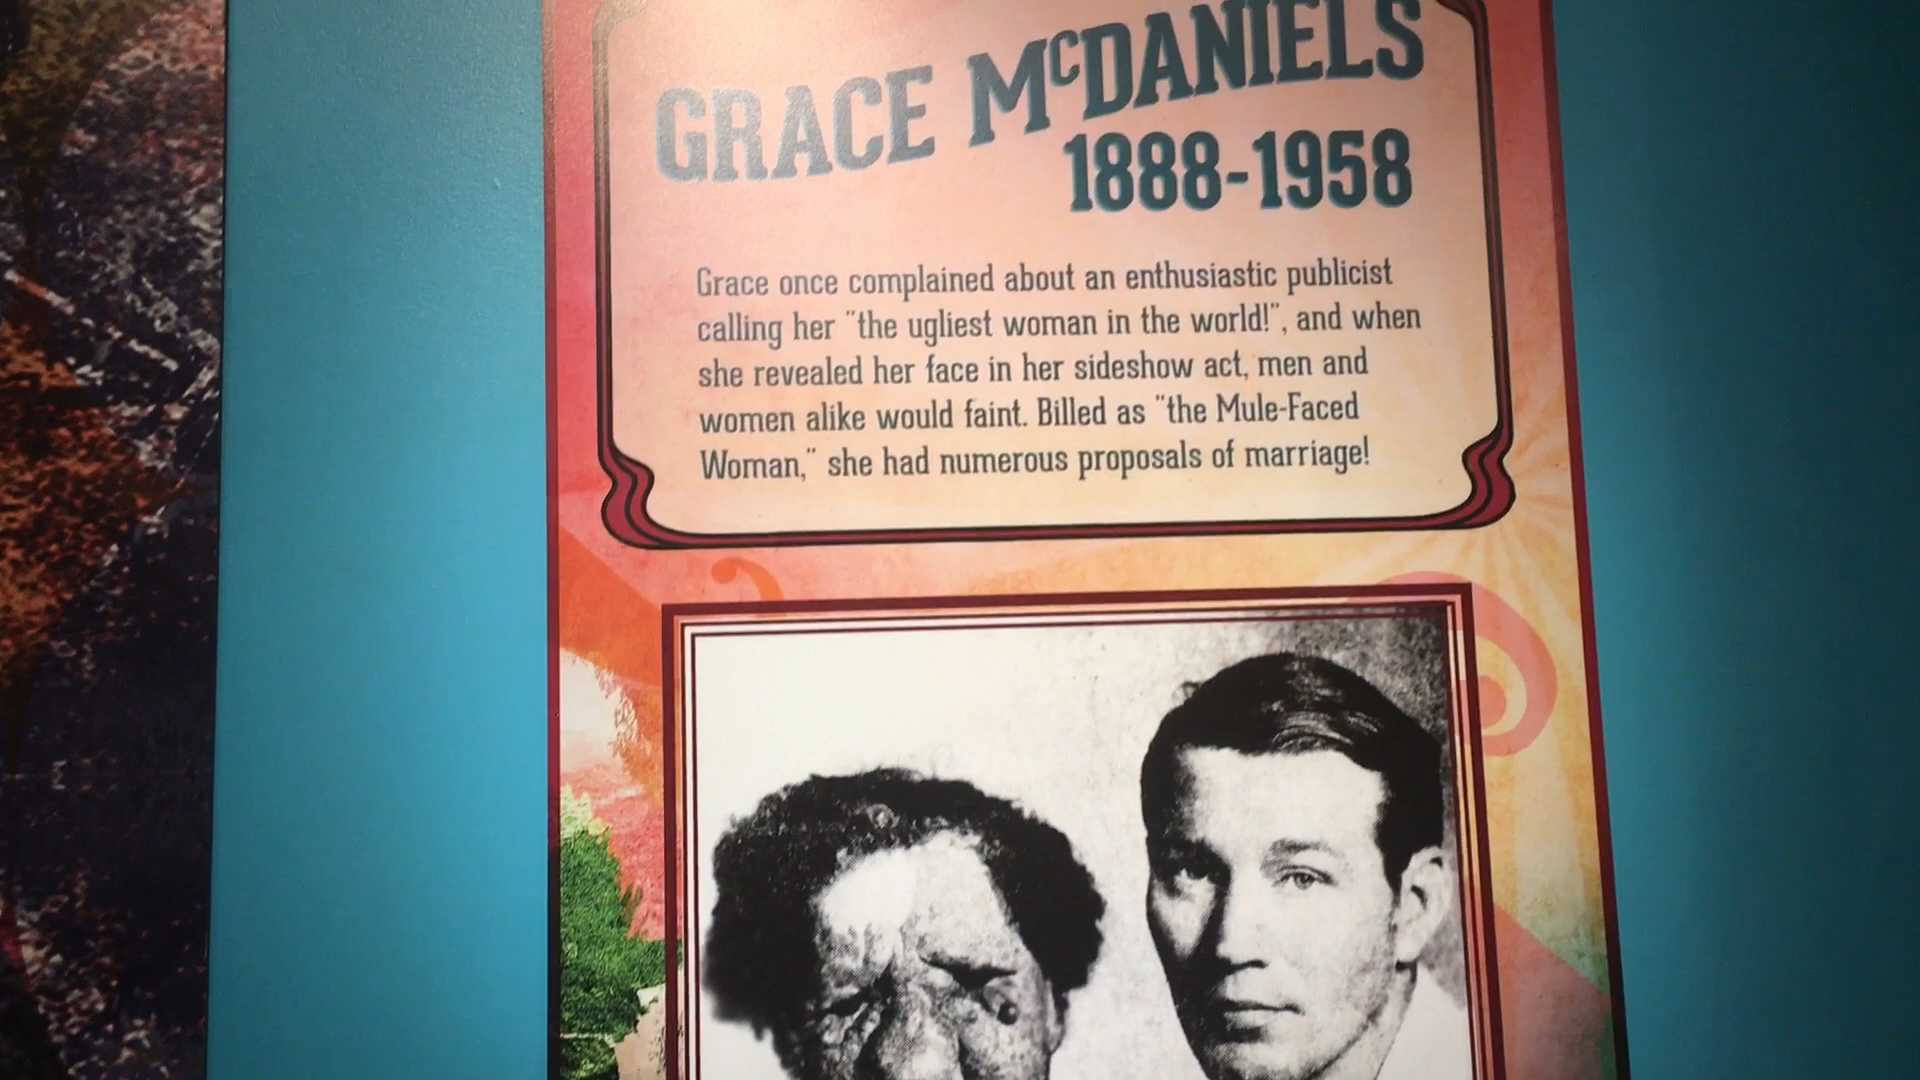 GRACE McDANIELS
1888-1958
Grace once complained about an enthusiastic publicist
calling her "the ugliest woman in the world!", and when
she revealed her face in her sideshow act, men and
women alike would faint. Billed as "the Mule-Faced
Woman," she had numerous proposals of marriage!